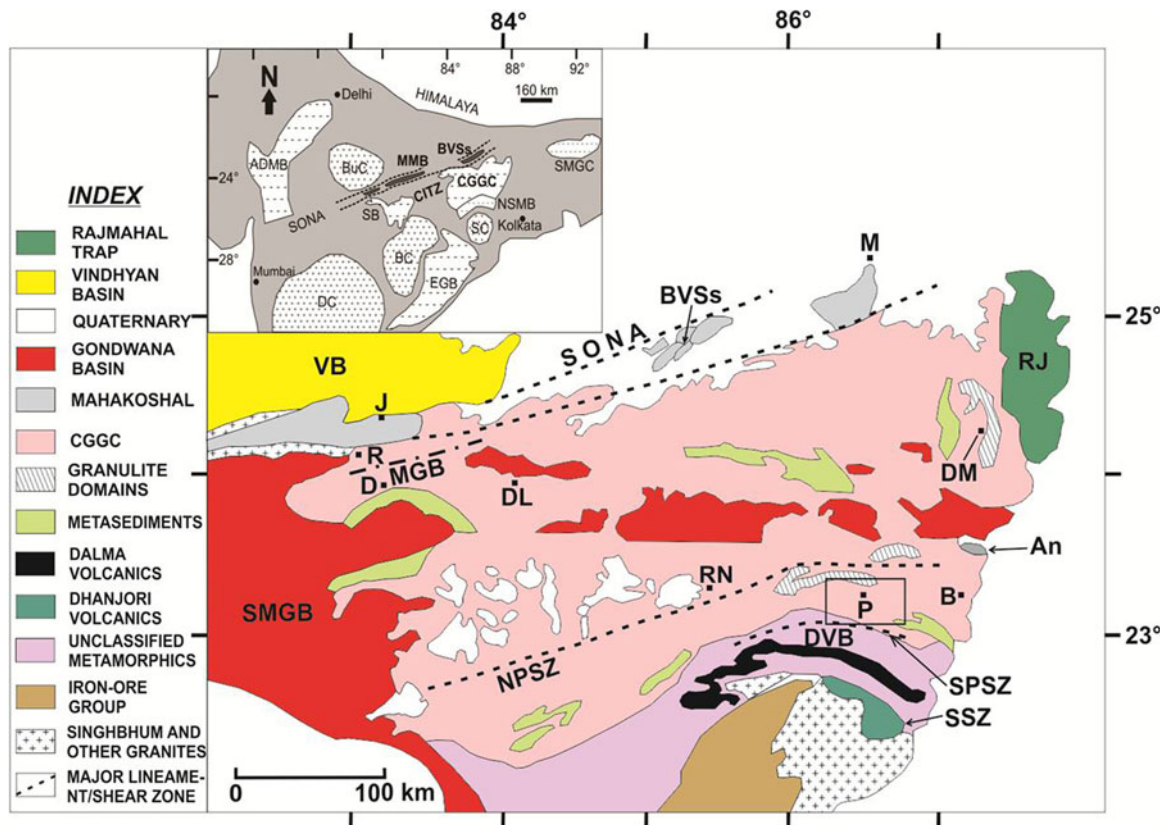 84°
86°
N
84°
88°
92°
160 km
Delhi
HIMALAYA
ADMB
BuC
MMB
BVSs
SMGC
24°
CGGC
CITZ
NSMB
SONA
SB
SC
Kolkata
28°
BC
Mumbai
EGB
DC
INDEX
RAJMAHAL
TRAP
VINDHYAN
BASIN
QUATERNARY
GONDWANA
BASIN
MAHAKOSHAL
CGGC
GRANULITE
DOMAINS
METASEDIMENTS
DALMA
VOLCANICS
DHANJORI
VOLCANICS
UNCLASSIFIED
METAMORPHICS
IRON-ORE
GROUP
SINGHBHUM AND
OTHER GRANITES
MAJOR LINEAME-
NT/SHEAR ZONE
M
BVSs
25°
SONA
VB
RJ
J
R
MGB
D
DL
DM
An
RN
P
B
SMGB
23°
DVB
NPSZ
SPSZ
SSZ
0
100 km